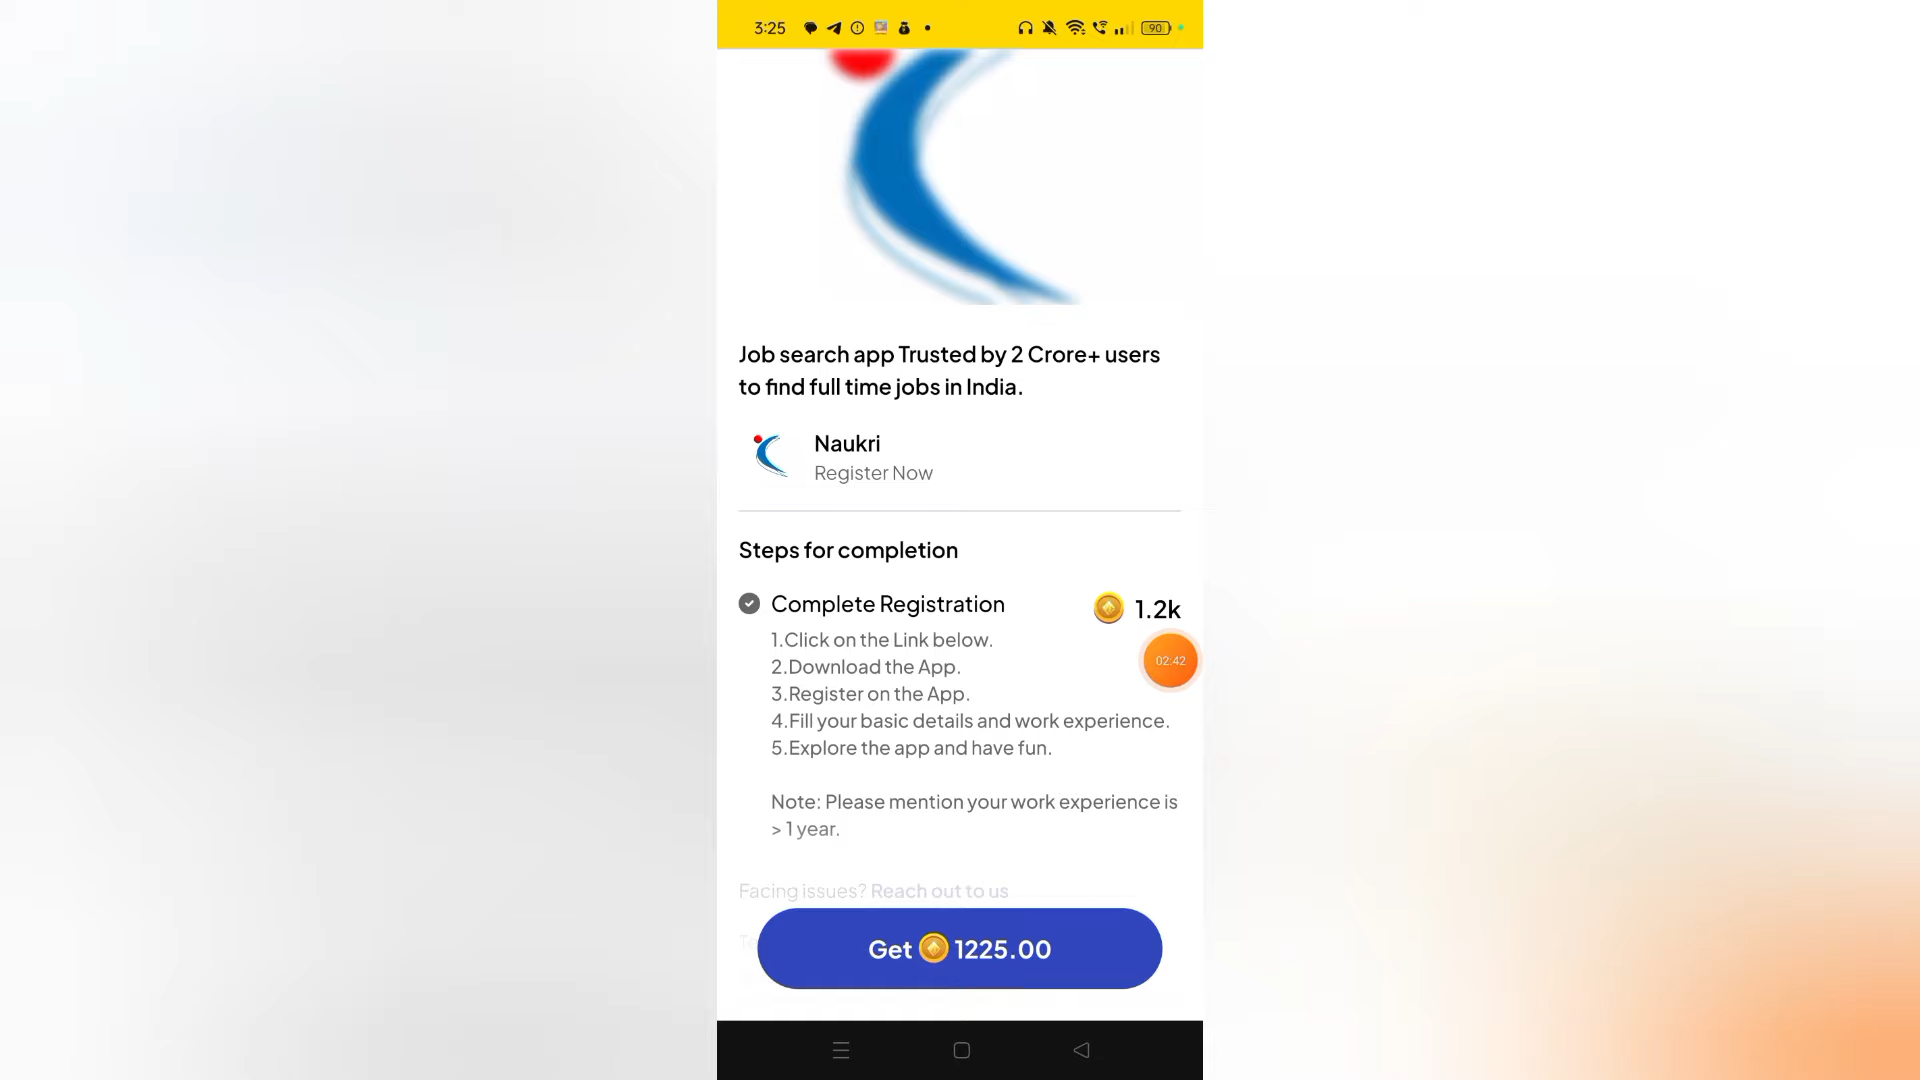 3:25
90
Job search app Trusted by 2 Crore+ users
to find full time jobs in India.
Naukri
Register Now
Steps for completion
Complete Registration
1.2k
1.Click on the Link below.
02:42
2.Download the App.
3.Register on the App.
4.Fill your basic details and work experience.
5.Explore the app and have fun.
Note: Please mention your work experience is
> 1 year.
Facing issues? Reach out to us
Get 1225.00